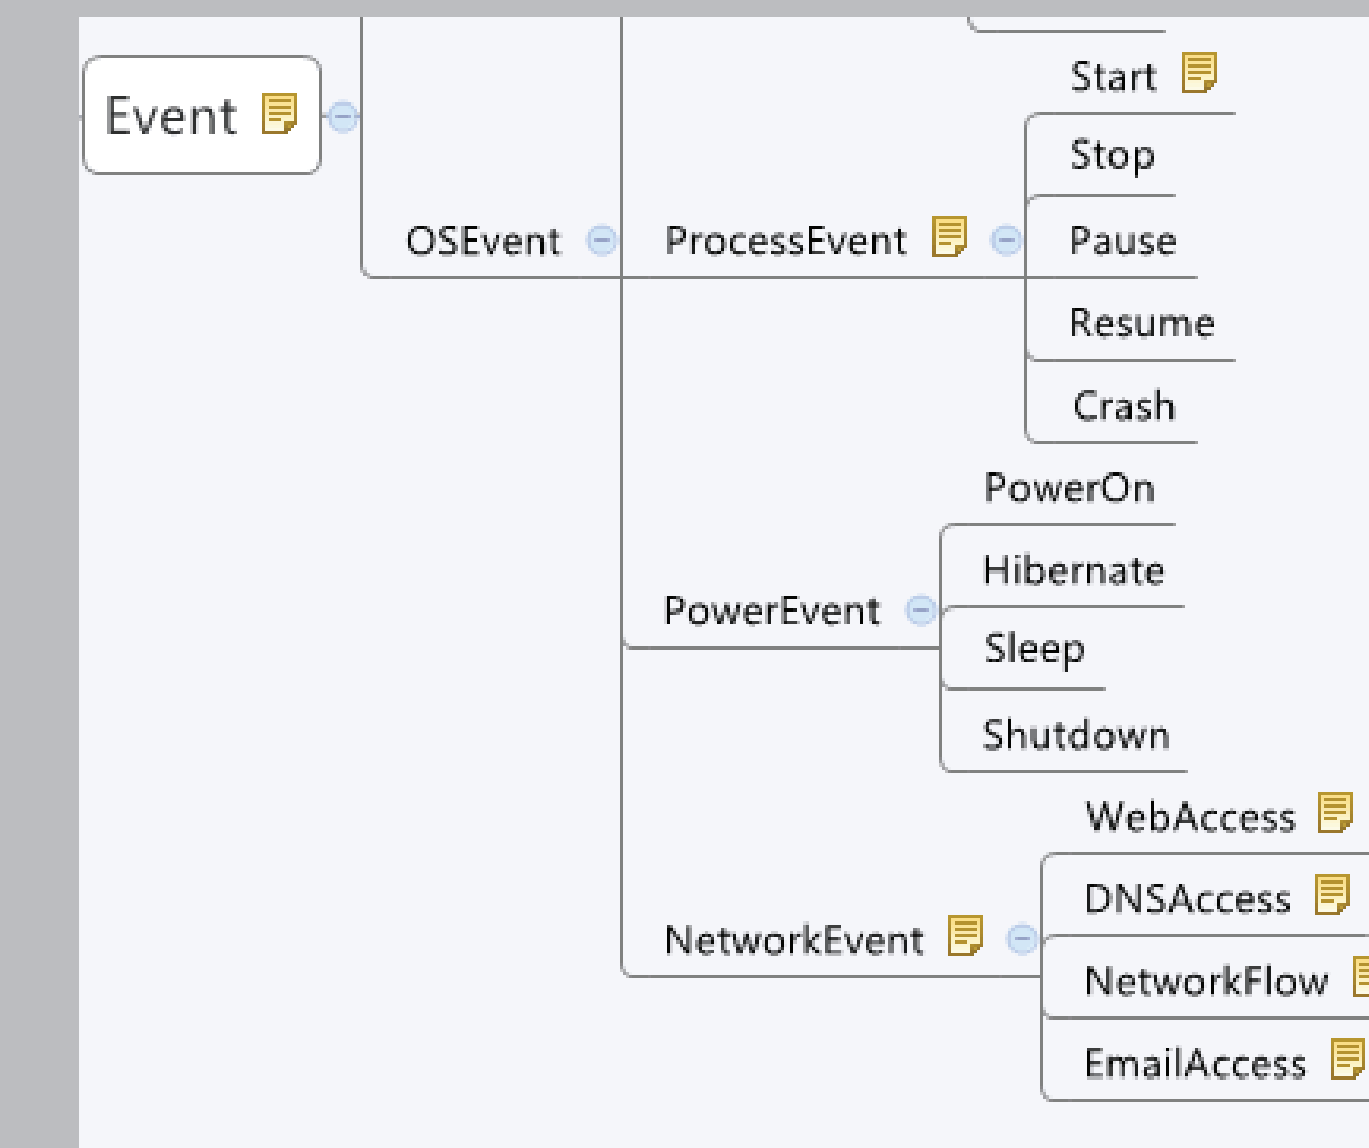 Event
OSEvent
ProcessEvent
Start
Stop
Pause
Resume
Crash
PowerEvent
PowerOn
Hibernate
Sleep
Shutdown
NetworkEvent
WebAccess
DNSAccess
NetworkFlow
EmailAccess